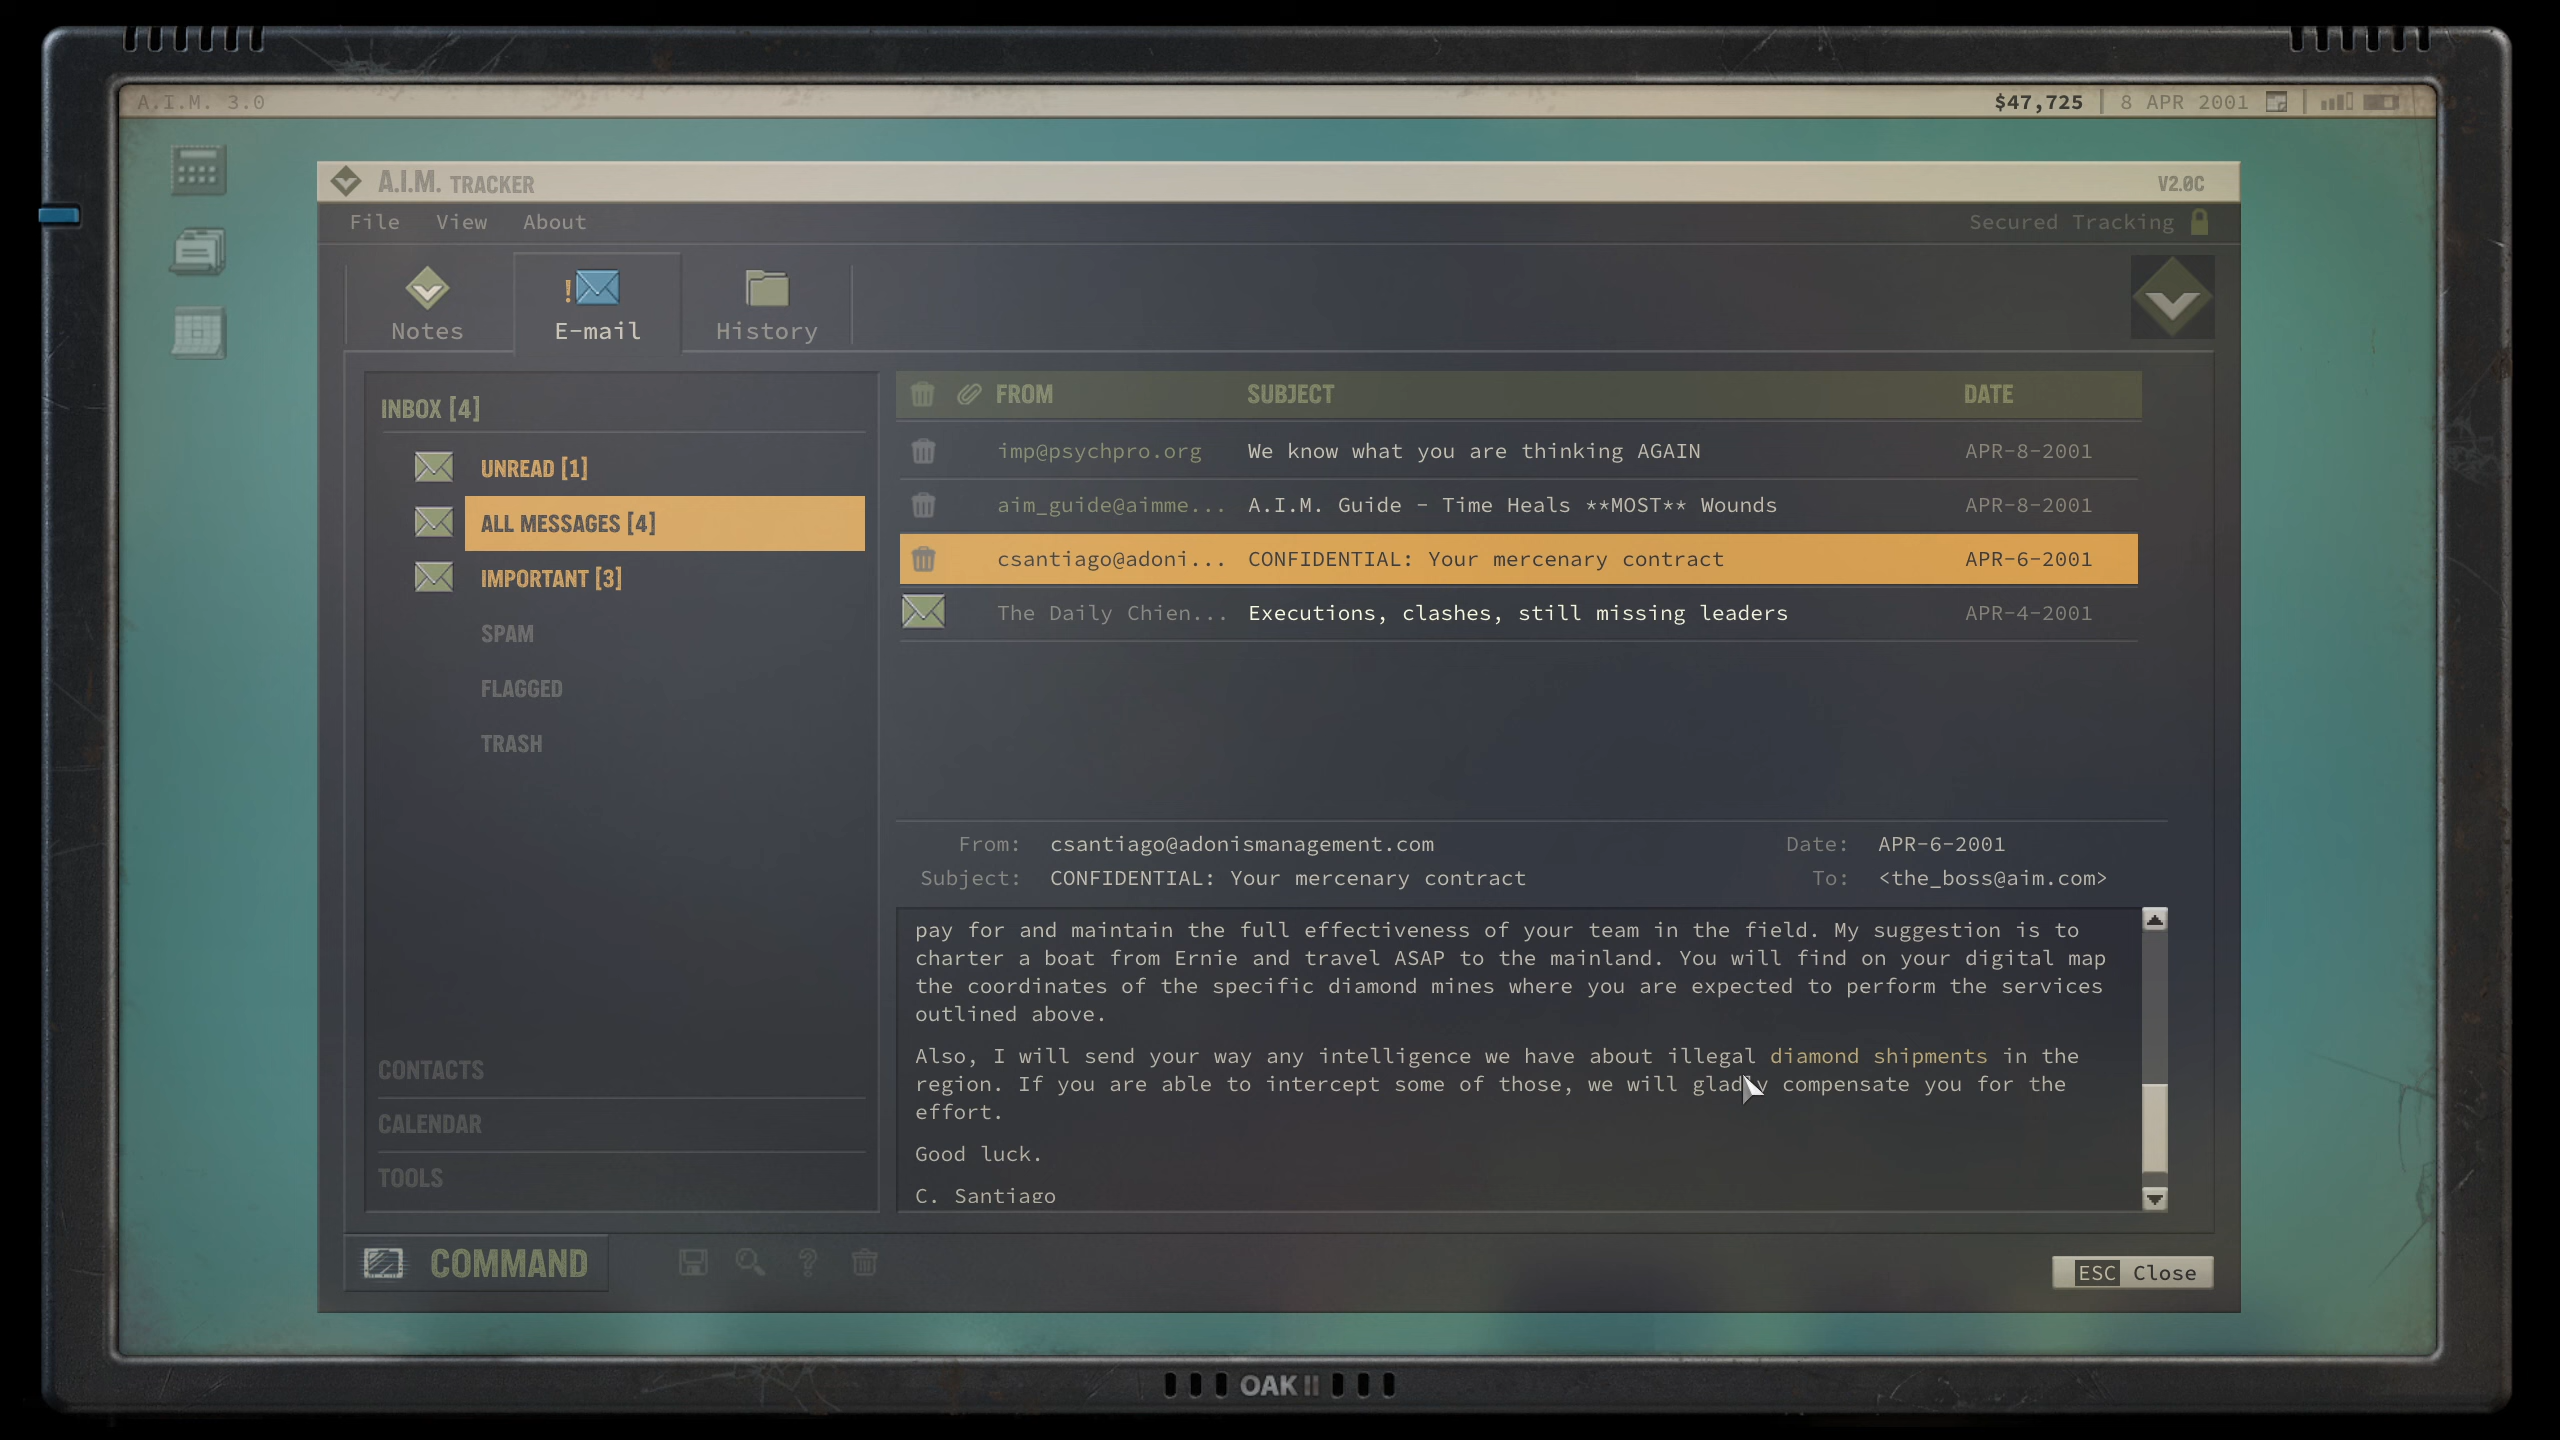 A.I.M. 3.0
$47,725
8 APR 2001
A.I.M. TRACKER
V2.0C
File View About
Secured Tracking
Notes
! E-mail
History
INBOX [4]
UNREAD [1]
ALL MESSAGES [4]
IMPORTANT [3]
SPAM
FLAGGED
TRASH
CONTACTS
CALENDAR
TOOLS
FROM SUBJECT DATE
imp@psychpro.org We know what you are thinking AGAIN APR-8-2001
aim_guide@aimme... A.I.M. Guide - Time Heals **MOST** Wounds APR-8-2001
csantiago@adoni... CONFIDENTIAL: Your mercenary contract APR-6-2001
The Daily Chien... Executions, clashes, still missing leaders APR-4-2001
From: csantiago@adonismanagement.com Date: APR-6-2001
Subject: CONFIDENTIAL: Your mercenary contract To: <the_boss@aim.com>
pay for and maintain the full effectiveness of your team in the field. My suggestion is to
charter a boat from Ernie and travel ASAP to the mainland. You will find on your digital map
the coordinates of the specific diamond mines where you are expected to perform the services
outlined above.
Also, I will send your way any intelligence we have about illegal diamond shipments in the
region. If you are able to intercept some of those, we will gladly compensate you for the
effort.
Good luck.
C. Santiago
COMMAND
ESC Close
OAK II